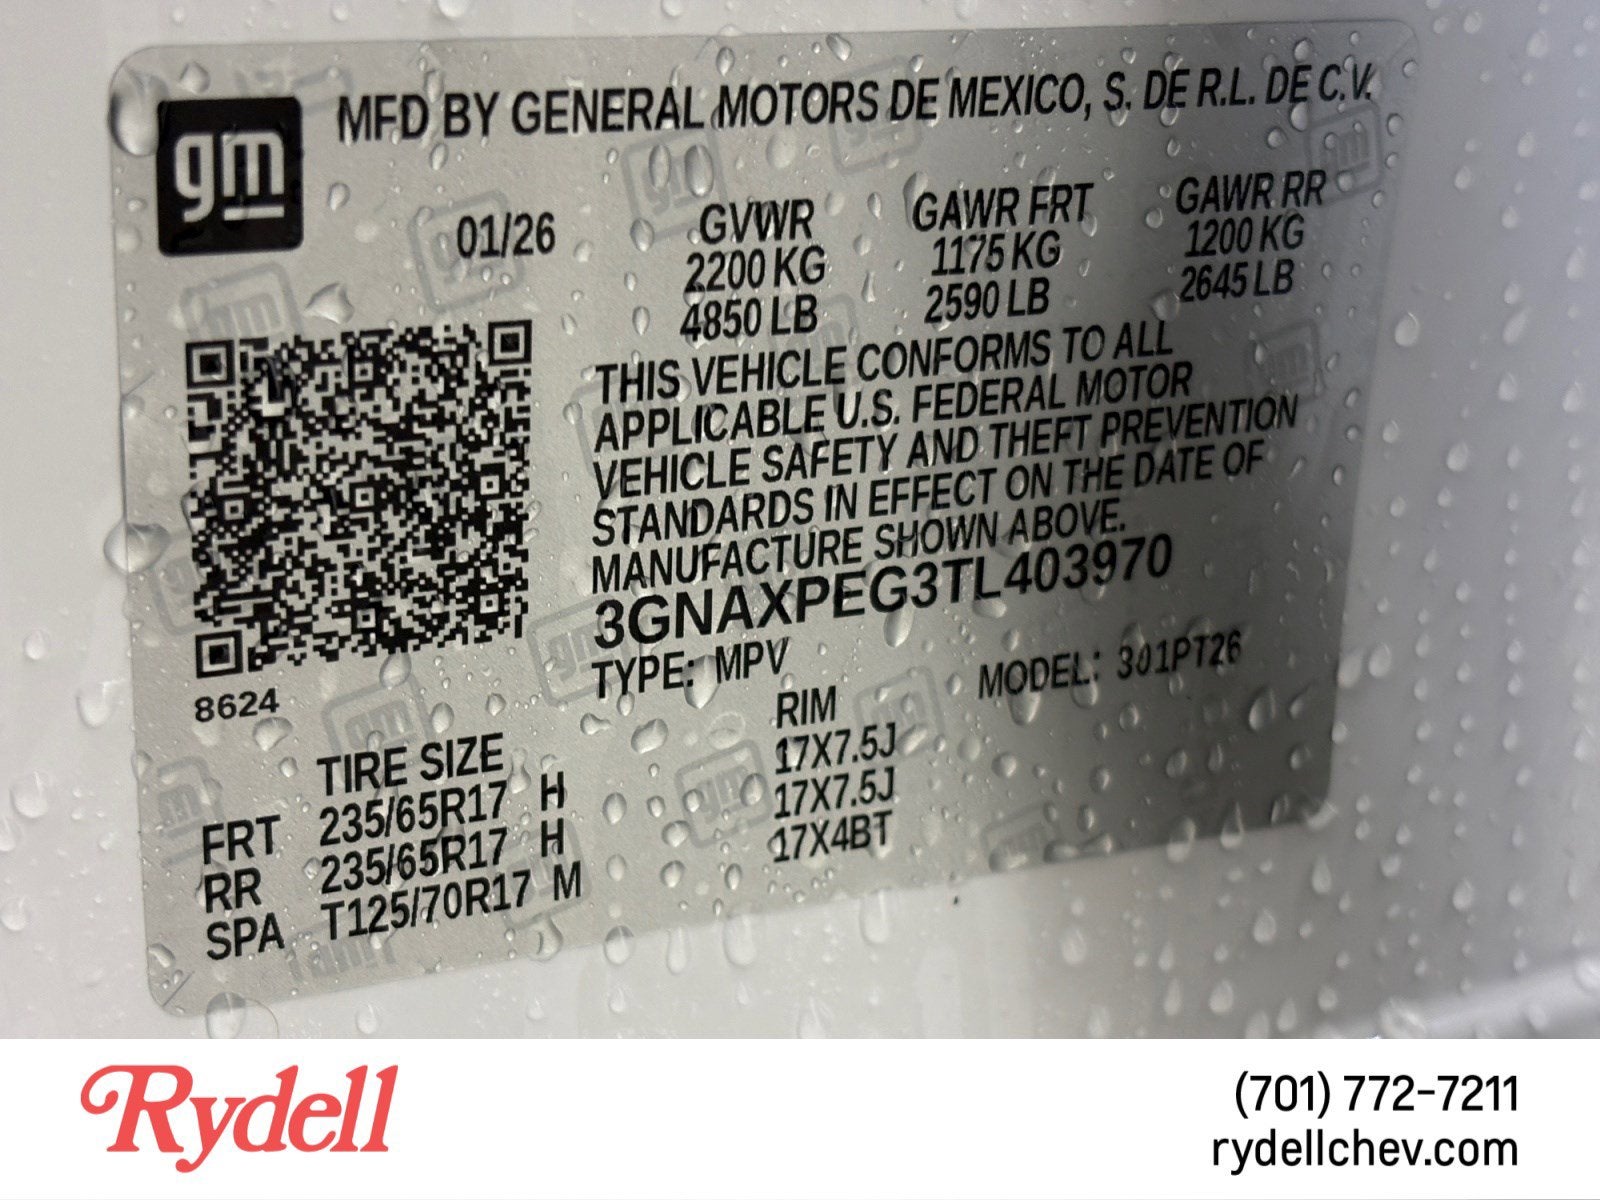 gm
MFD BY GENERAL MOTORS DE MEXICO, S. DE R.L. DE C.V.
01/26
GVWR GAWR FRT GAWR RR
2200 KG 1175 KG 1200 KG
4850 LB 2590 LB 2645 LB
THIS VEHICLE CONFORMS TO ALL
APPLICABLE U.S. FEDERAL MOTOR
VEHICLE SAFETY AND THEFT PREVENTION
STANDARDS IN EFFECT ON THE DATE OF
MANUFACTURE SHOWN ABOVE.
3GNAXPEG3TL403970
TYPE: MPV MODEL: 301PT26
8624
TIRE SIZE RIM
FRT 235/65R17 H 17X7.5J
RR 235/65R17 H 17X7.5J
SPA T125/70R17 M 17X4BT
Rydell
(701) 772-7211
rydellchev.com